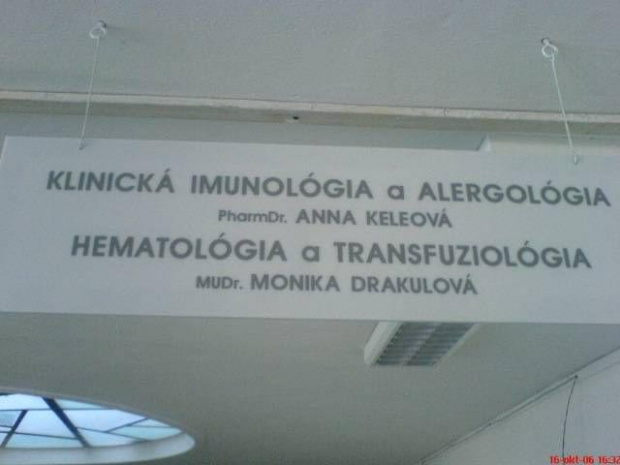 KLINICKÁ IMUNOLÓGIA a ALERGOLÓGIA
PharmDr. ANNA KELEOVÁ
HEMATOLÓGIA a TRANSFUZIOLÓGIA
MUDr. MONIKA DRAKULOVÁ
16-okt-06 16:32